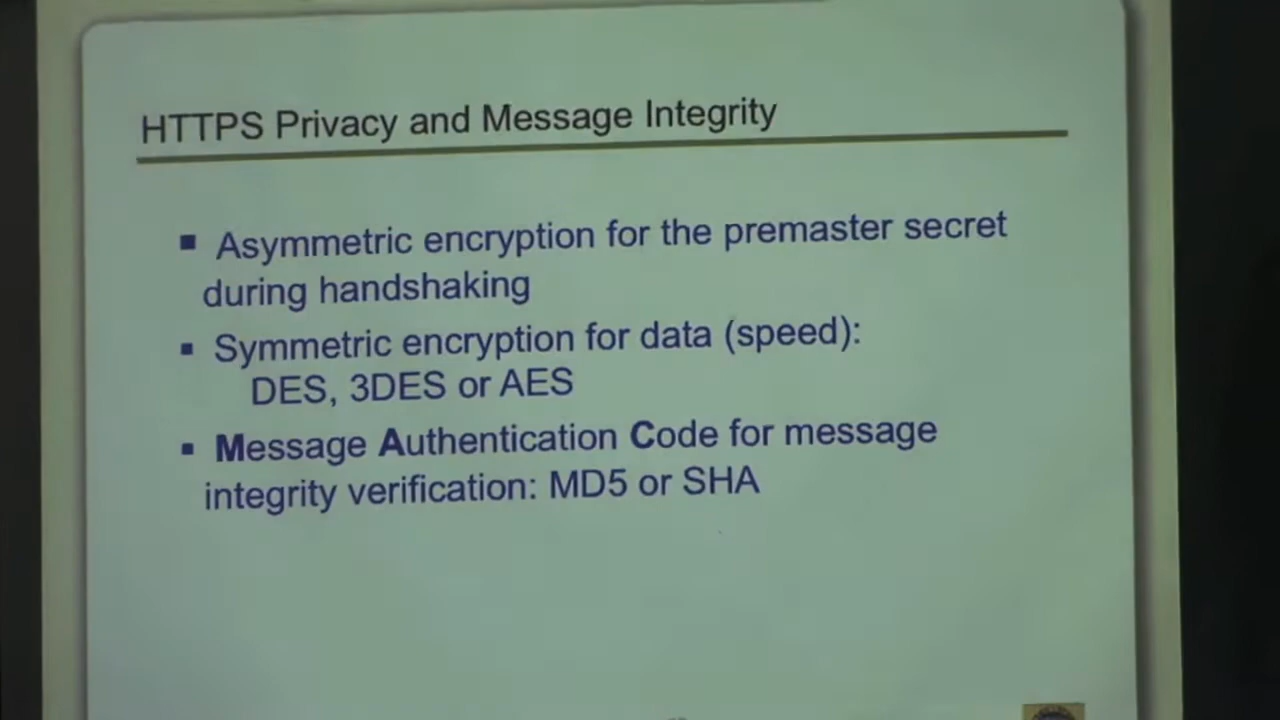 HTTPS Privacy and Message Integrity
▪ Asymmetric encryption for the premaster secret
during handshaking
▪ Symmetric encryption for data (speed):
DES, 3DES or AES
▪ Message Authentication Code for message
integrity verification: MD5 or SHA